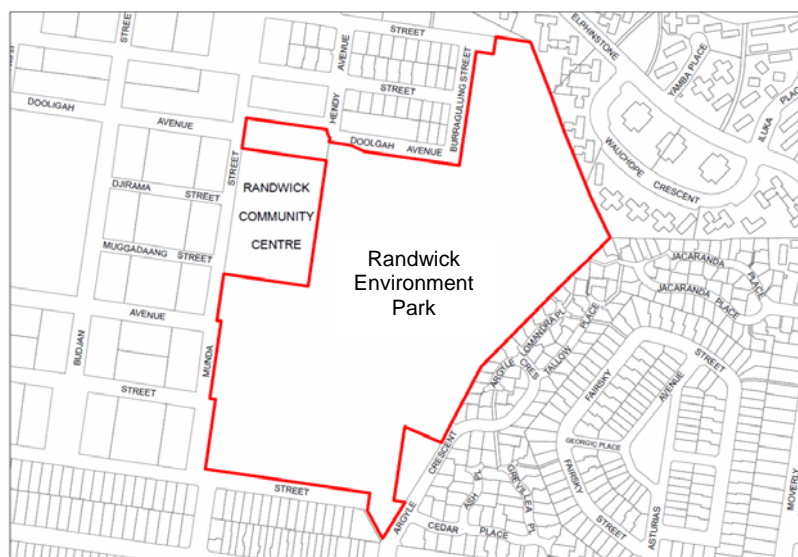 STREET
AVENUE
STREET
ELPHINSTONE
YAMBA PLACE
ILUKA
WAUCHOPE
CRESCENT
DOOLIGAH
AVENUE
HENDY
STREET
BURRAGULUNG STREET
DOOLGAH
AVENUE
STREET
DJIRAMA
STREET
MUGGADAANG STREET
RANDWICK
COMMUNITY
CENTRE
Randwick
Environment
Park
JACARANDA
PLACE
JACARANDA PLACE
AVENUE
BUDJAN
MUNDA
STREET
LOMANDRA PL
PLACE
ARGYLE
CRES
TALLOW
STREET
FAIRSKY
AVENUE
GEORGIC PLACE
FAIRSKY
STREET
CRESCENT
ARGYLE
STREET
PL
ASH
GREVILLEA PL
CEDAR PLACE
ASTURIAS
MOVERLY